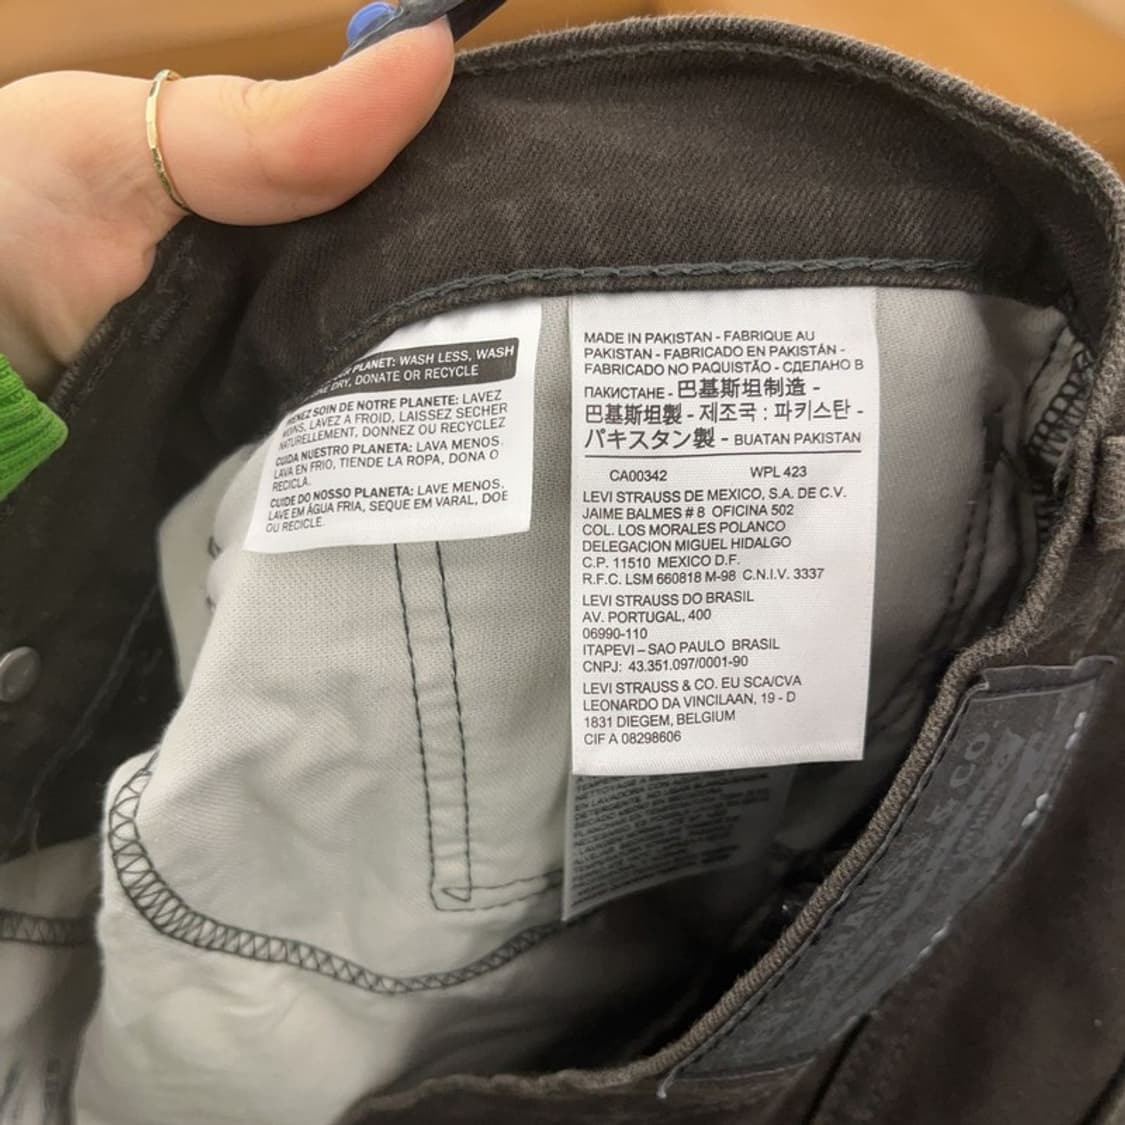 PLANET: WASH LESS, WASH
DRY, DONATE OR RECYCLE
SOIN DE NOTRE PLANETE: LAVEZ
MOINS, LAVEZ A FROID, LAISSEZ SECHER
NATURELLEMENT, DONNEZ OU RECYCLEZ
CUIDA NUESTRO PLANETA: LAVA MENOS.
LAVA EN FRIO, TIENDE LA ROPA, DONA O
RECICLA.
CUIDE DO NOSSO PLANETA: LAVE MENOS.
LAVE EM ÁGUA FRIA, SEQUE EM VARAL, DOE
OU RECICLE.
MADE IN PAKISTAN - FABRIQUE AU
PAKISTAN - FABRICADO EN PAKISTÁN -
FABRICADO NO PAQUISTÃO - СДЕЛАНО В
ПАКИСТАНЕ - 巴基斯坦制造 -
巴基斯坦製 - 제조국 : 파키스탄 -
パキスタン製 - BUATAN PAKISTAN
CA00342 WPL 423
LEVI STRAUSS DE MEXICO, S.A. DE C.V.
JAIME BALMES # 8 OFICINA 502
COL. LOS MORALES POLANCO
DELEGACION MIGUEL HIDALGO
C.P. 11510 MEXICO D.F.
R.F.C. LSM 660818 M-98 C.N.I.V. 3337
LEVI STRAUSS DO BRASIL
AV. PORTUGAL, 400
06990-110
ITAPEVI – SAO PAULO BRASIL
CNPJ: 43.351.097/0001-90
LEVI STRAUSS & CO. EU SCA/CVA
LEONARDO DA VINCILAAN, 19 - D
1831 DIEGEM, BELGIUM
CIF A 08298606